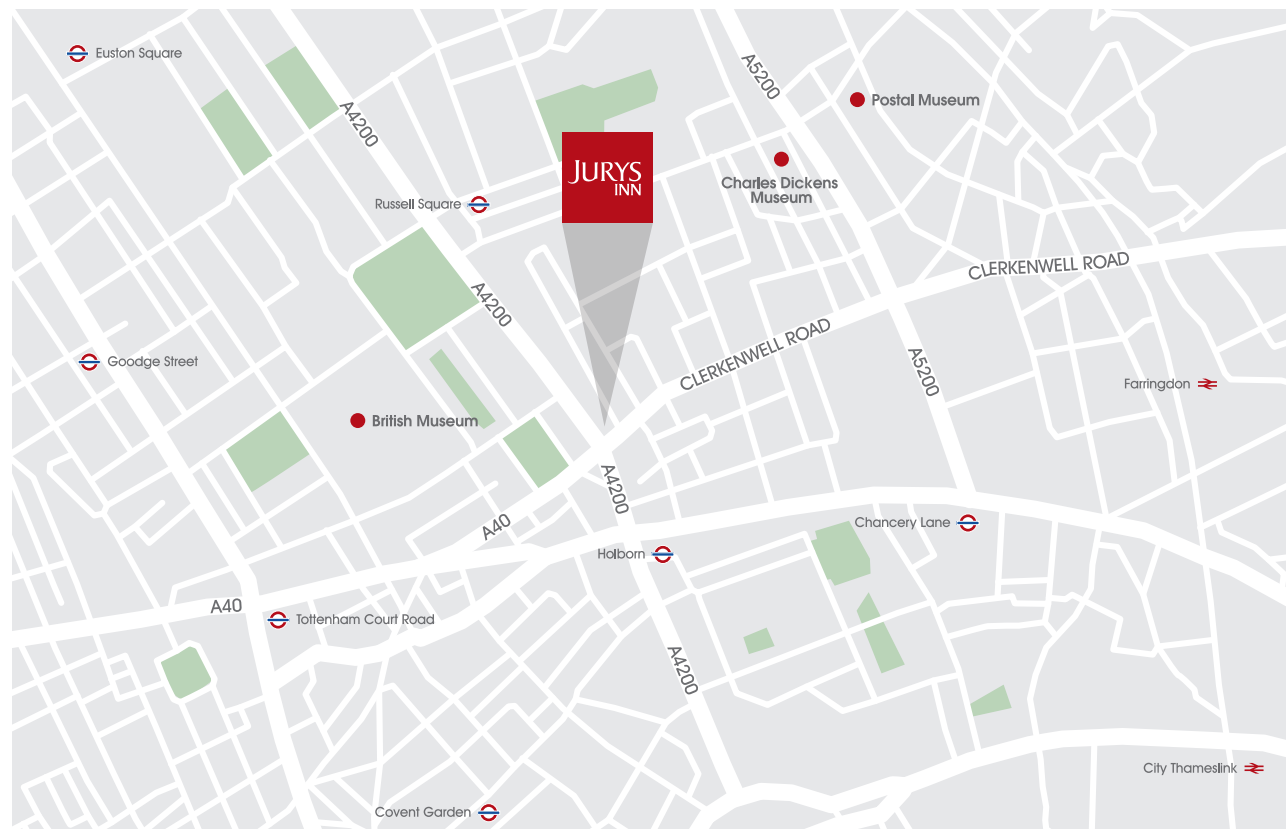 Euston Square
A4200
A5200
Postal Museum
JURYS
INN
Charles Dickens
Museum
Russell Square
CLERKENWELL ROAD
A4200
CLERKENWELL ROAD
Goodge Street
A5200
Farringdon
British Museum
A4200
A40
Chancery Lane
Holborn
A40
Tottenham Court Road
A4200
City Thameslink
Covent Garden